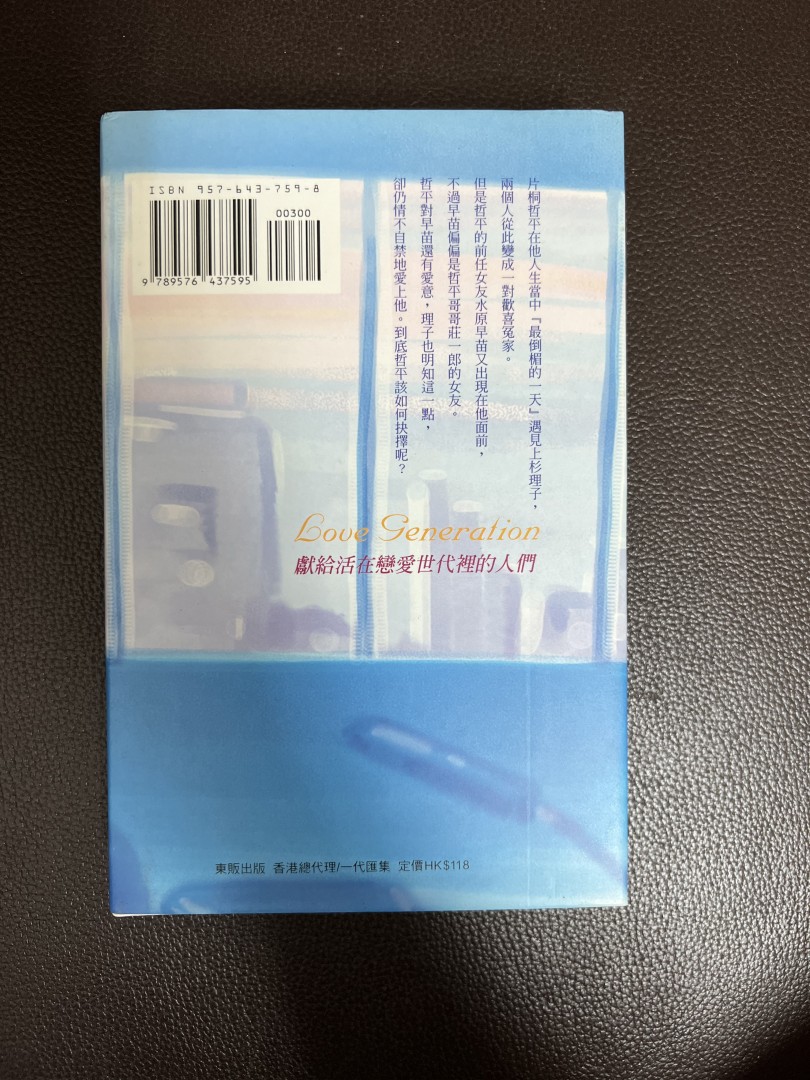 ISBN 957-643-759-8
00300
9 789576 437595
片桐哲平在他人生當中「最倒楣的一天」遇見上杉理子，
兩個人從此變成一對歡喜冤家。
但是哲平的前任女友水原早苗又出現在他面前，
不過早苗偏偏是哲平哥哥莊一郎的女友。
哲平對早苗還有愛意，理子也明知這一點，
卻仍情不自禁地愛上他。到底哲平該如何抉擇呢？
Love Generation
獻給活在戀愛世代裡的人們
東販出版 香港總代理/一代匯集 定價HK$118